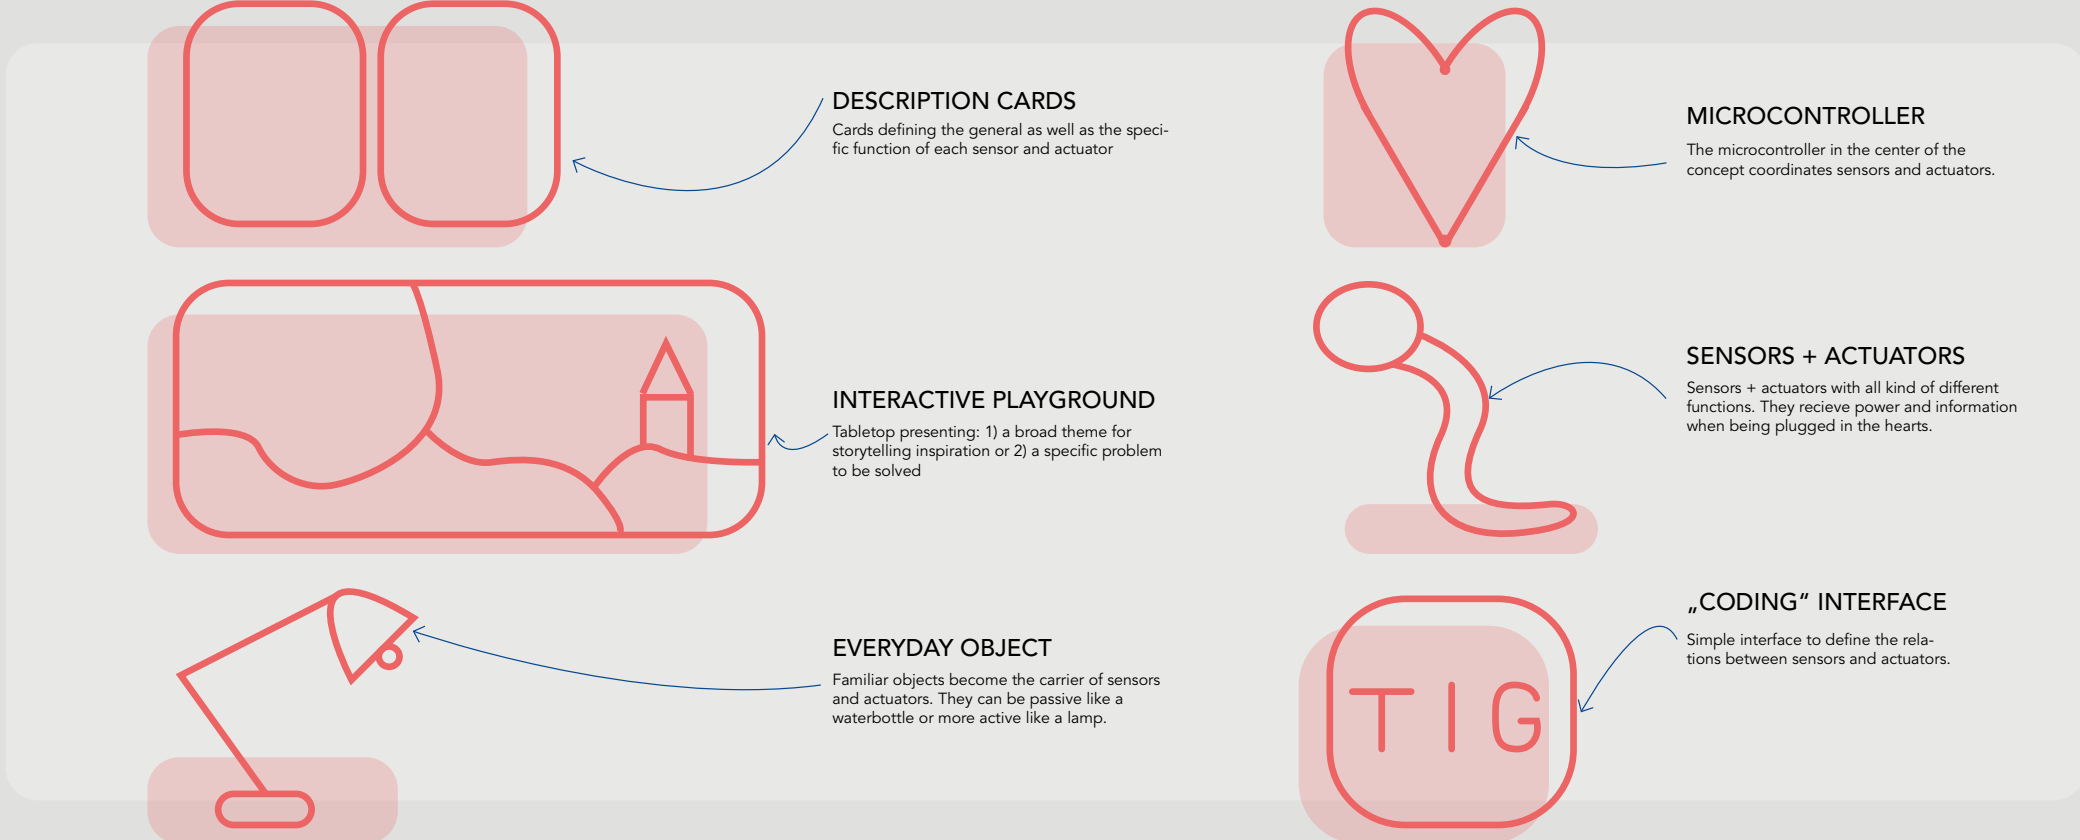 DESCRIPTION CARDS
Cards defining the general as well as the speci-
fic function of each sensor and actuator
INTERACTIVE PLAYGROUND
Tabletop presenting: 1) a broad theme for
storytelling inspiration or 2) a specific problem
to be solved
EVERYDAY OBJECT
Familiar objects become the carrier of sensors
and actuators. They can be passive like a
waterbottle or more active like a lamp.
MICROCONTROLLER
The microcontroller in the center of the
concept coordinates sensors and actuators.
SENSORS + ACTUATORS
Sensors + actuators with all kind of different
functions. They recieve power and information
when being plugged in the hearts.
„CODING“ INTERFACE
Simple interface to define the rela-
tions between sensors and actuators.
TIG